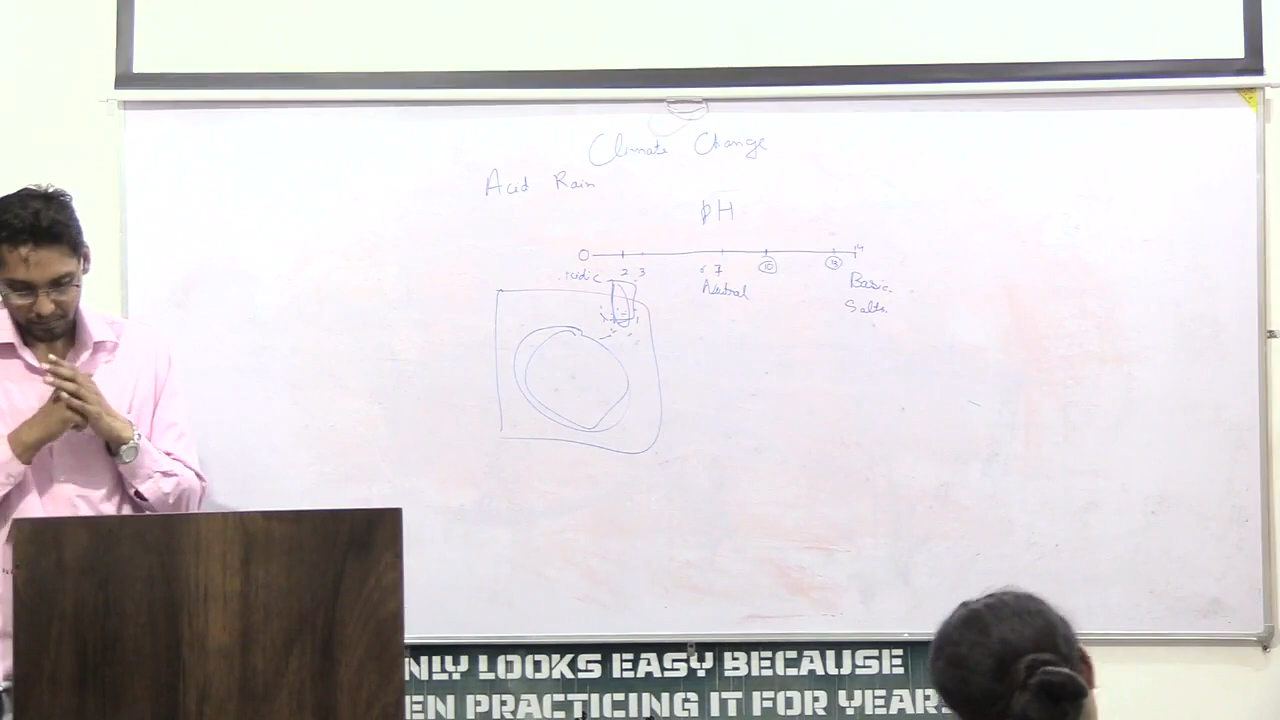 Climate Change
Acid Rain
pH
0 14
2 3 7 10 13
Neutral Basic
Salts
NLY LOOKS EASY BECAUSE
EN PRACTICING IT FOR YEARS